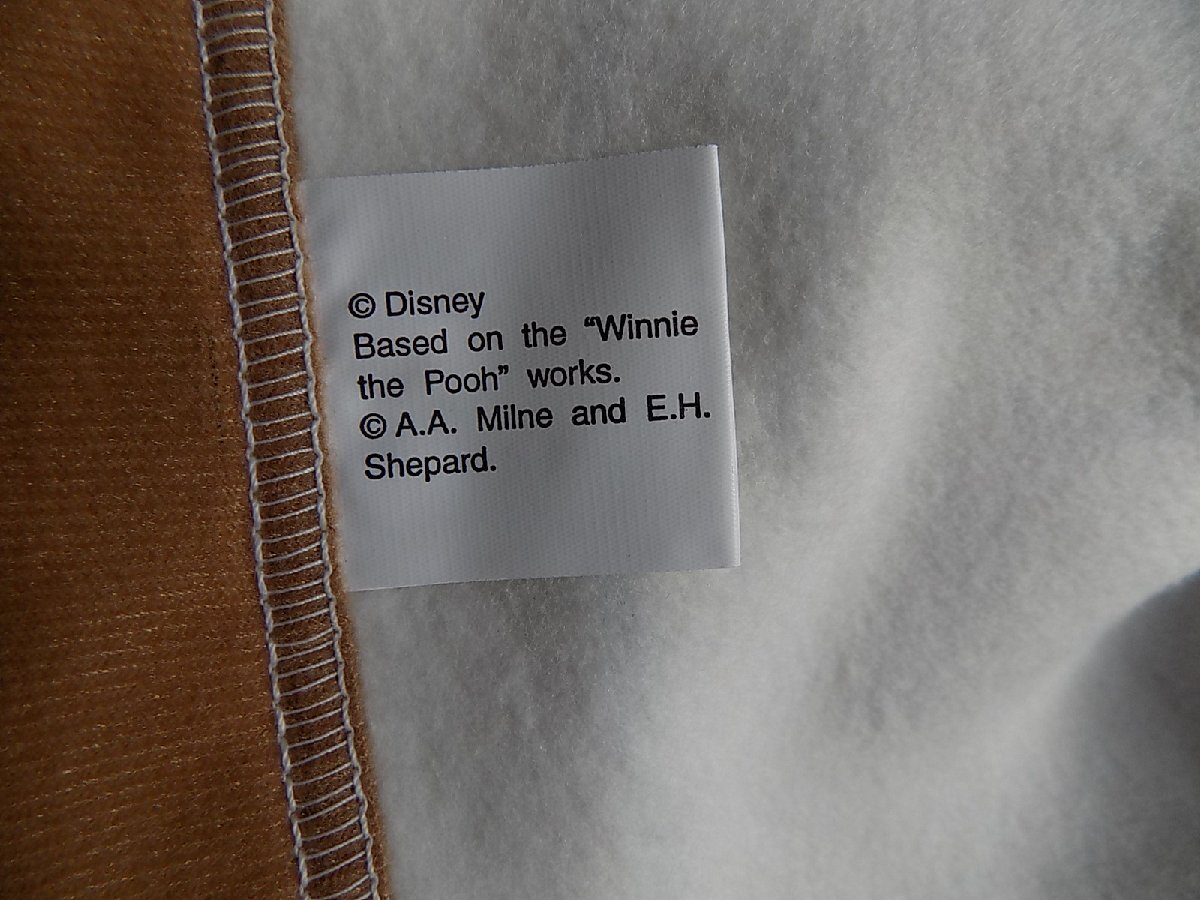 © Disney
Based on the “Winnie
the Pooh” works.
© A.A. Milne and E.H.
Shepard.